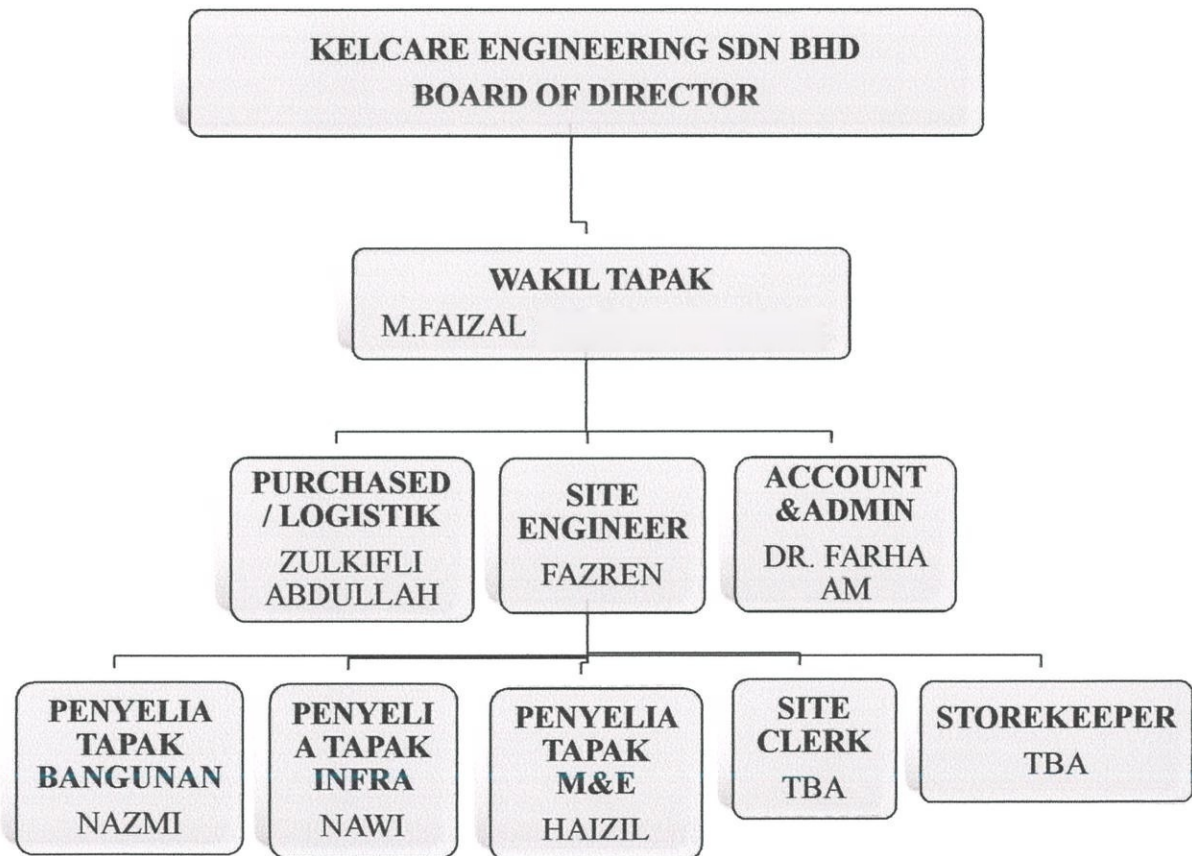 KELCARE ENGINEERING SDN BHD
BOARD OF DIRECTOR
WAKIL TAPAK
M.FAIZAL
PURCHASED
/ LOGISTIK
ZULKIFLI
ABDULLAH
SITE
ENGINEER
FAZREN
ACCOUNT
&ADMIN
DR. FARHA
AM
PENYELIA
TAPAK
BANGUNAN
NAZMI
PENYELI
A TAPAK
INFRA
NAWI
PENYELIA
TAPAK
M&E
HAIZIL
SITE
CLERK
TBA
STOREKEEPER
TBA